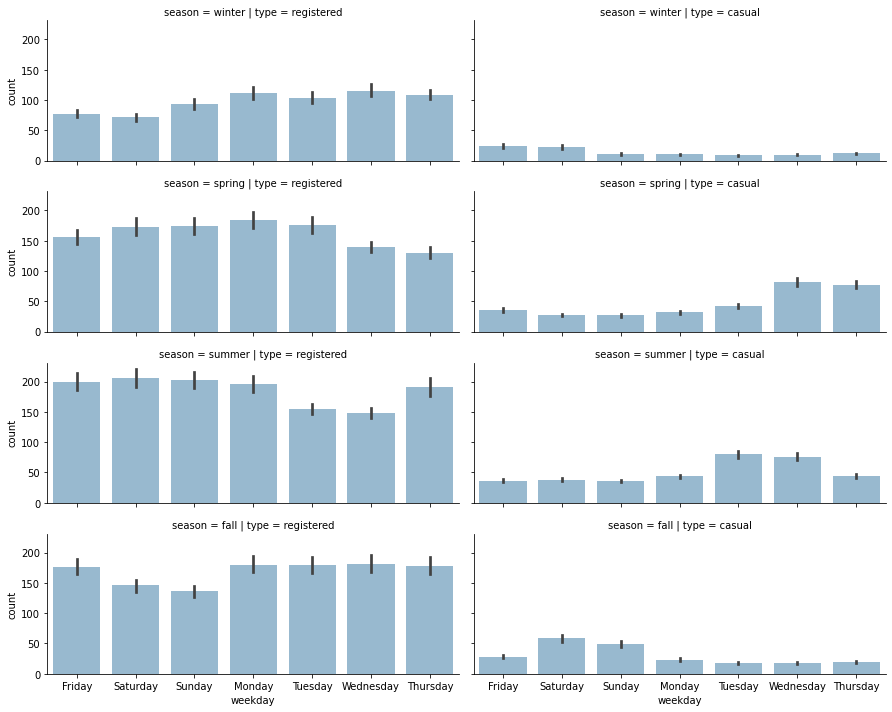 season = winter | type = registered
season = winter | type = casual
200
150
100
50
0
count
season = spring | type = registered
season = spring | type = casual
200
150
100
50
0
count
season = summer | type = registered
season = summer | type = casual
200
150
100
50
0
count
season = fall | type = registered
season = fall | type = casual
200
150
100
50
0
count
Friday Saturday Sunday Monday Tuesday Wednesday Thursday
weekday
Friday Saturday Sunday Monday Tuesday Wednesday Thursday
weekday